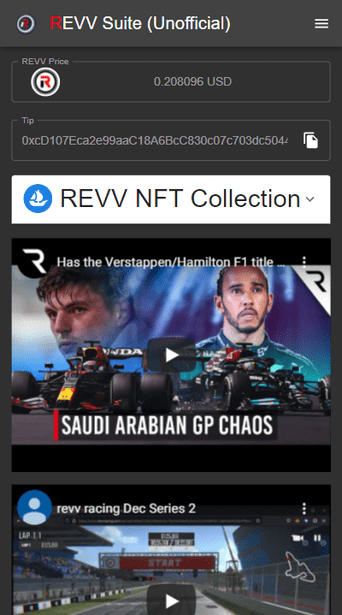 REVV Suite (Unofficial)
REVV Price
0.208096 USD
Tip
0xcD107Eca2e99aaC18A6BcC830c07c703dc5044
REVV NFT Collection
Has the Verstappen/Hamilton F1 title ...
HONDA
SAUDI ARABIAN GP CHAOS
revv racing Dec Series 2
LAP.1.1
START